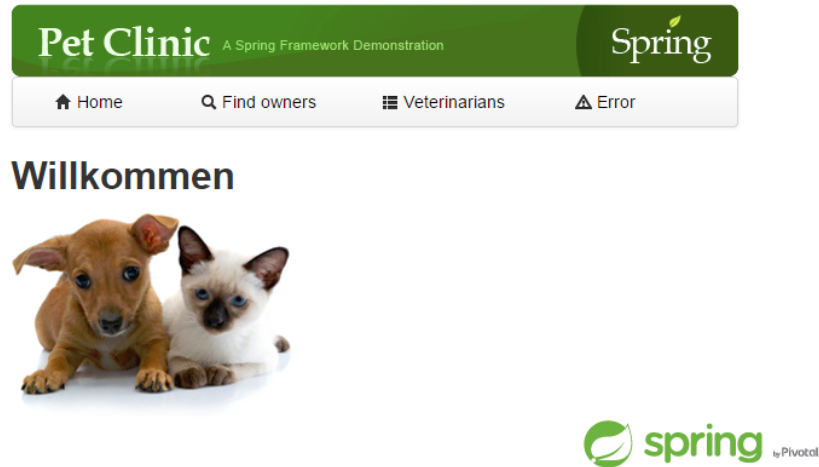 Pet Clinic A Spring Framework Demonstration Spring
Home Find owners Veterinarians Error
Willkommen
spring by Pivotal